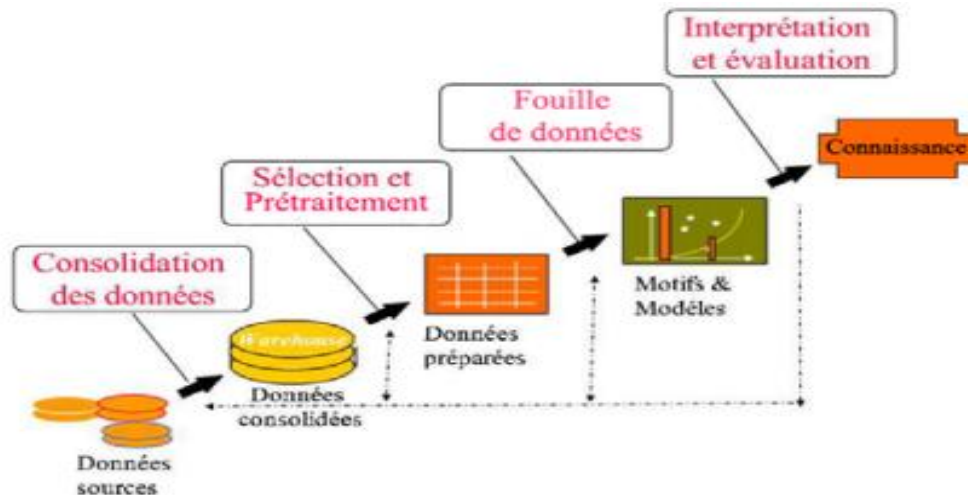 Interprétation
et évaluation
Fouille
de données
Connaissance
Sélection et
Prétraitement
Consolidation
des données
Motifs &
Modèles
Données
préparées
Warehouse
Données
consolidées
Données
sources